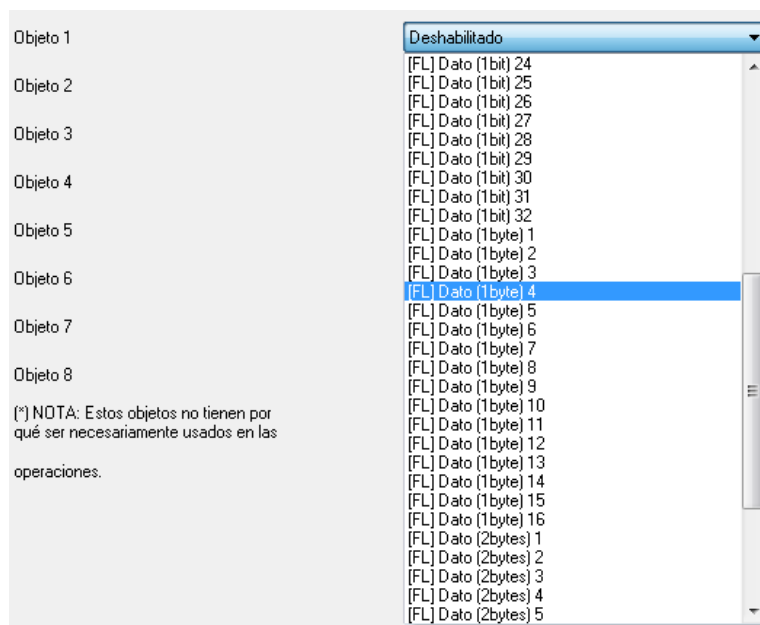 Objeto 1
Deshabilitado
Objeto 2
Objeto 3
Objeto 4
Objeto 5
Objeto 6
Objeto 7
Objeto 8
(*) NOTA: Estos objetos no tienen por
qué ser necesariamente usados en las
operaciones.
[FL] Dato (1bit) 24
[FL] Dato (1bit) 25
[FL] Dato (1bit) 26
[FL] Dato (1bit) 27
[FL] Dato (1bit) 28
[FL] Dato (1bit) 29
[FL] Dato (1bit) 30
[FL] Dato (1bit) 31
[FL] Dato (1bit) 32
[FL] Dato (1byte) 1
[FL] Dato (1byte) 2
[FL] Dato (1byte) 3
[FL] Dato (1byte) 4
[FL] Dato (1byte) 5
[FL] Dato (1byte) 6
[FL] Dato (1byte) 7
[FL] Dato (1byte) 8
[FL] Dato (1byte) 9
[FL] Dato (1byte) 10
[FL] Dato (1byte) 11
[FL] Dato (1byte) 12
[FL] Dato (1byte) 13
[FL] Dato (1byte) 14
[FL] Dato (1byte) 15
[FL] Dato (1byte) 16
[FL] Dato (2bytes) 1
[FL] Dato (2bytes) 2
[FL] Dato (2bytes) 3
[FL] Dato (2bytes) 4
[FL] Dato (2bytes) 5